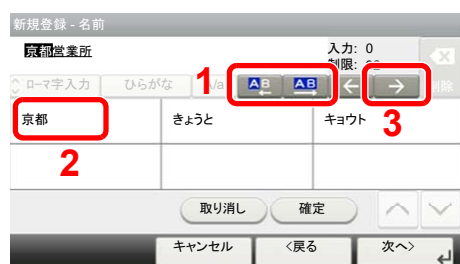 新規登録 - 名前
京都営業所
入力: 0
制限:
ローマ字入力 ひらがな A/a A B A B ← → 削除
1
京都 きょうと キョウト
2 3
取り消し 確定
キャンセル 〈戻る 次へ〉